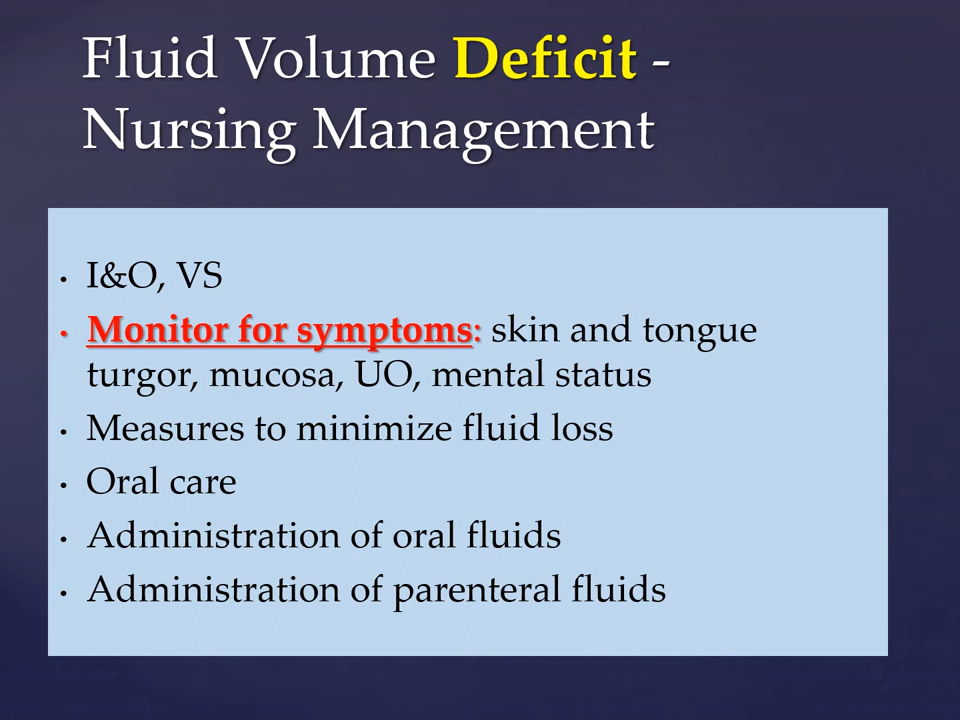 Fluid Volume Deficit -
Nursing Management
• I&O, VS
• Monitor for symptoms: skin and tongue
turgor, mucosa, UO, mental status
• Measures to minimize fluid loss
• Oral care
• Administration of oral fluids
• Administration of parenteral fluids